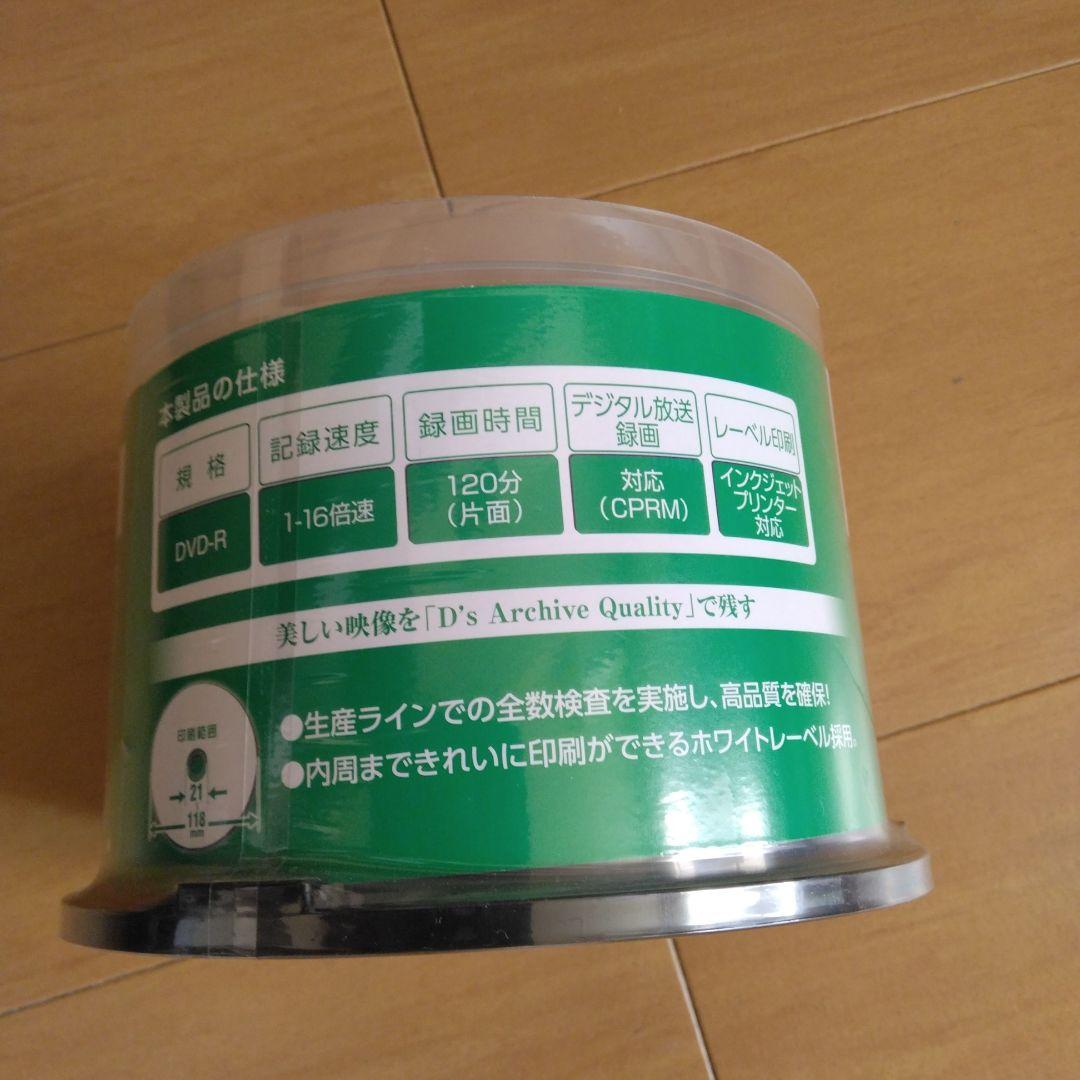 本製品の仕様
規格
記録速度
録画時間
デジタル放送
録画
レーベル印刷
DVD-R
1-16倍速
120分
(片面)
対応
(CPRM)
インクジェット
プリンター
対応
美しい映像を「D's Archive Quality」で残す
●生産ラインでの全数検査を実施し、高品質を確保!
●内周まできれいに印刷ができるホワイトレーベル採用。
印刷範囲
21
118
mm